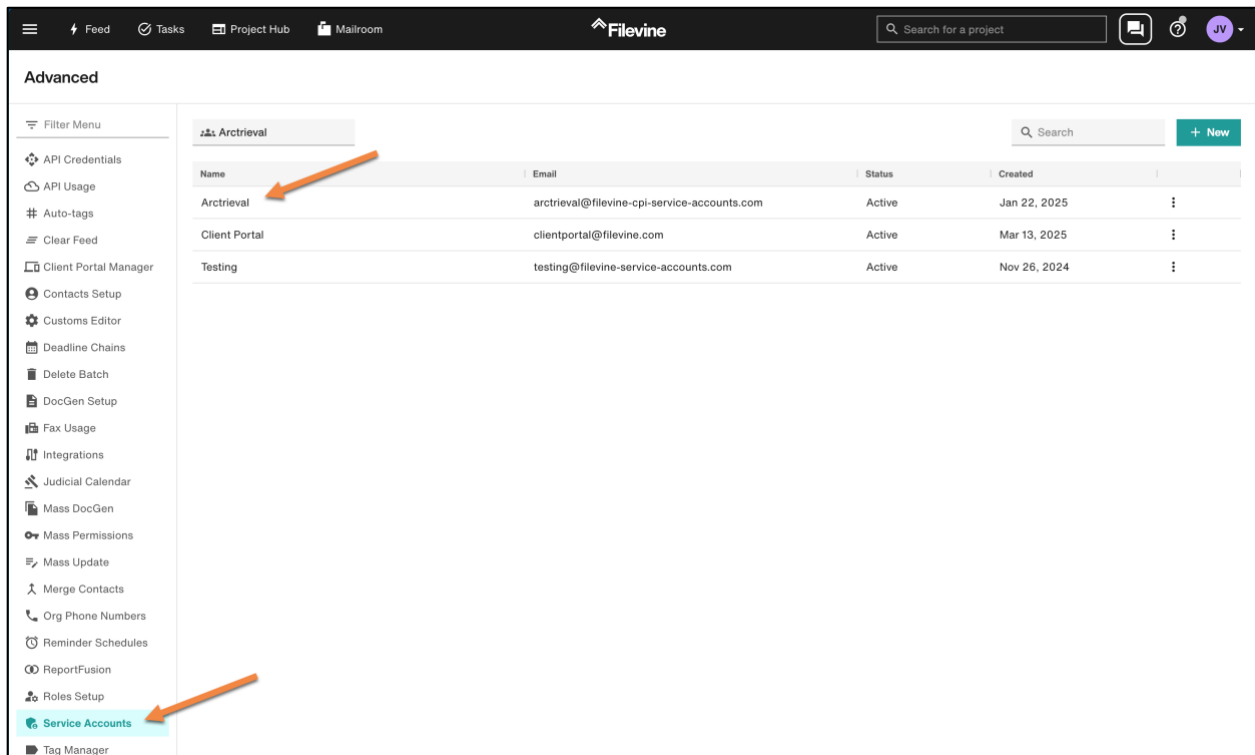 Feed Tasks Project Hub Mailroom Filevine Search for a project JV
Advanced
Filter Menu
API Credentials
API Usage
Auto-tags
Clear Feed
Client Portal Manager
Contacts Setup
Customs Editor
Deadline Chains
Delete Batch
DocGen Setup
Fax Usage
Integrations
Judicial Calendar
Mass DocGen
Mass Permissions
Mass Update
Merge Contacts
Org Phone Numbers
Reminder Schedules
ReportFusion
Roles Setup
Service Accounts
Tag Manager
Arctrieval Search + New
Name Email Status Created
Arctrieval arctrieval@filevine-cpi-service-accounts.com Active Jan 22, 2025
Client Portal clientportal@filevine.com Active Mar 13, 2025
Testing testing@filevine-service-accounts.com Active Nov 26, 2024